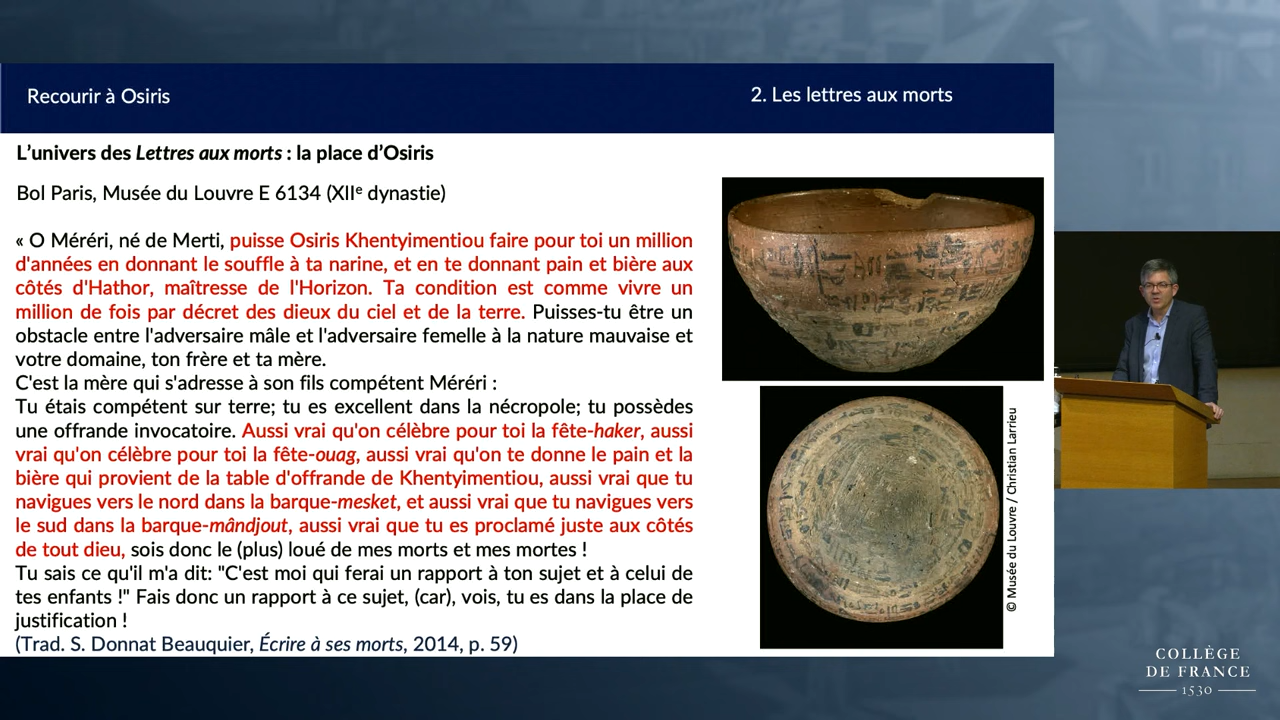 Recourir à Osiris
2. Les lettres aux morts
L’univers des Lettres aux morts : la place d’Osiris
Bol Paris, Musée du Louvre E 6134 (XIIᵉ dynastie)
« O Méréri, né de Merti, puisse Osiris Khentyimentiou faire pour toi un million
d'années en donnant le souffle à ta narine, et en te donnant pain et bière aux
côtés d'Hathor, maîtresse de l'Horizon. Ta condition est comme vivre un
million de fois par décret des dieux du ciel et de la terre. Puisses-tu être un
obstacle entre l'adversaire mâle et l'adversaire femelle à la nature mauvaise et
votre domaine, ton frère et ta mère.
C'est la mère qui s'adresse à son fils compétent Méréri :
Tu étais compétent sur terre; tu es excellent dans la nécropole; tu possèdes
une offrande invocatoire. Aussi vrai qu'on célèbre pour toi la fête-haker, aussi
vrai qu'on célèbre pour toi la fête-ouag, aussi vrai qu'on te donne le pain et la
bière qui provient de la table d'offrande de Khentyimentiou, aussi vrai que tu
navigues vers le nord dans la barque-mesket, et aussi vrai que tu navigues vers
le sud dans la barque-mândjout, aussi vrai que tu es proclamé juste aux côtés
de tout dieu, sois donc le (plus) loué de mes morts et mes mortes !
Tu sais ce qu'il m'a dit: "C'est moi qui ferai un rapport à ton sujet et à celui de
tes enfants !" Fais donc un rapport à ce sujet, (car), vois, tu es dans la place de
justification !
(Trad. S. Donnat Beauquier, Écrire à ses morts, 2014, p. 59)
© Musée du Louvre / Christian Larrieu
COLLÈGE
DE FRANCE
1530